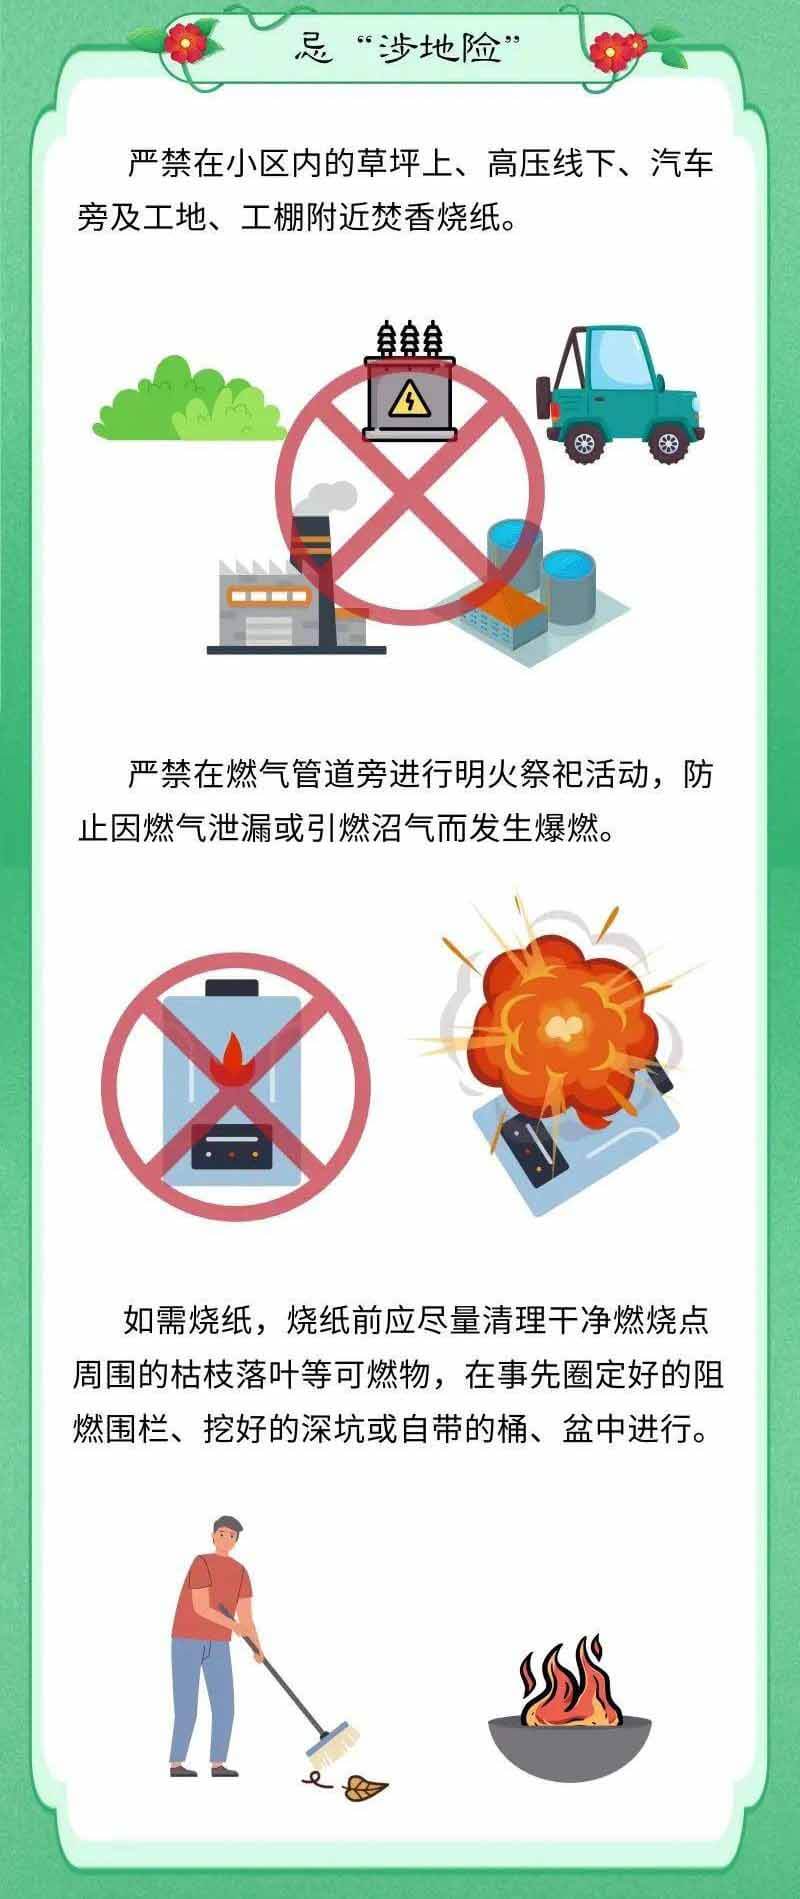 忌“涉地险”
严禁在小区内的草坪上、高压线下、汽车
旁及工地、工棚附近焚香烧纸。
严禁在燃气管道旁进行明火祭祀活动，防
止因燃气泄漏或引燃沼气而发生爆燃。
如需烧纸，烧纸前应尽量清理干净燃烧点
周围的枯枝落叶等可燃物，在事先圈定好的阻
燃围栏、挖好的深坑或自带的桶、盆中进行。